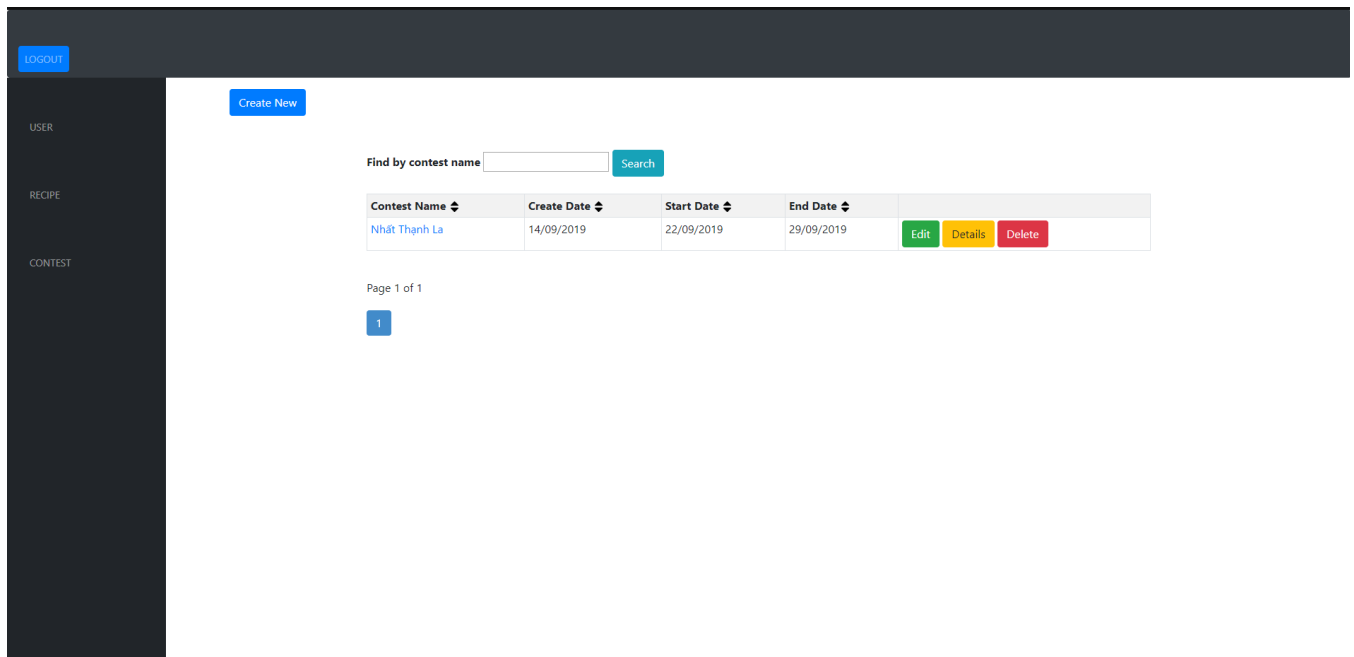 LOGOUT
Create New
USER
RECIPE
CONTEST
Find by contest name Search
Contest Name Create Date Start Date End Date
Nhất Thạnh La 14/09/2019 22/09/2019 29/09/2019 Edit Details Delete
Page 1 of 1
1